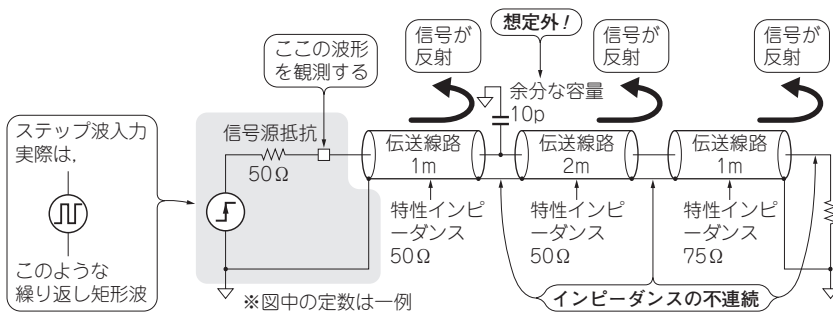 想定外！
信号が
反射
信号が
反射
信号が
反射
ここの波形
を観測する
余分な容量
10p
ステップ波入力
実際は，
このような
繰り返し矩形波
信号源抵抗
50Ω
伝送線路
1m
伝送線路
2m
伝送線路
1m
特性インピ
ーダンス
50Ω
特性インピ
ーダンス
50Ω
特性インピ
ーダンス
75Ω
※図中の定数は一例
インピーダンスの不連続